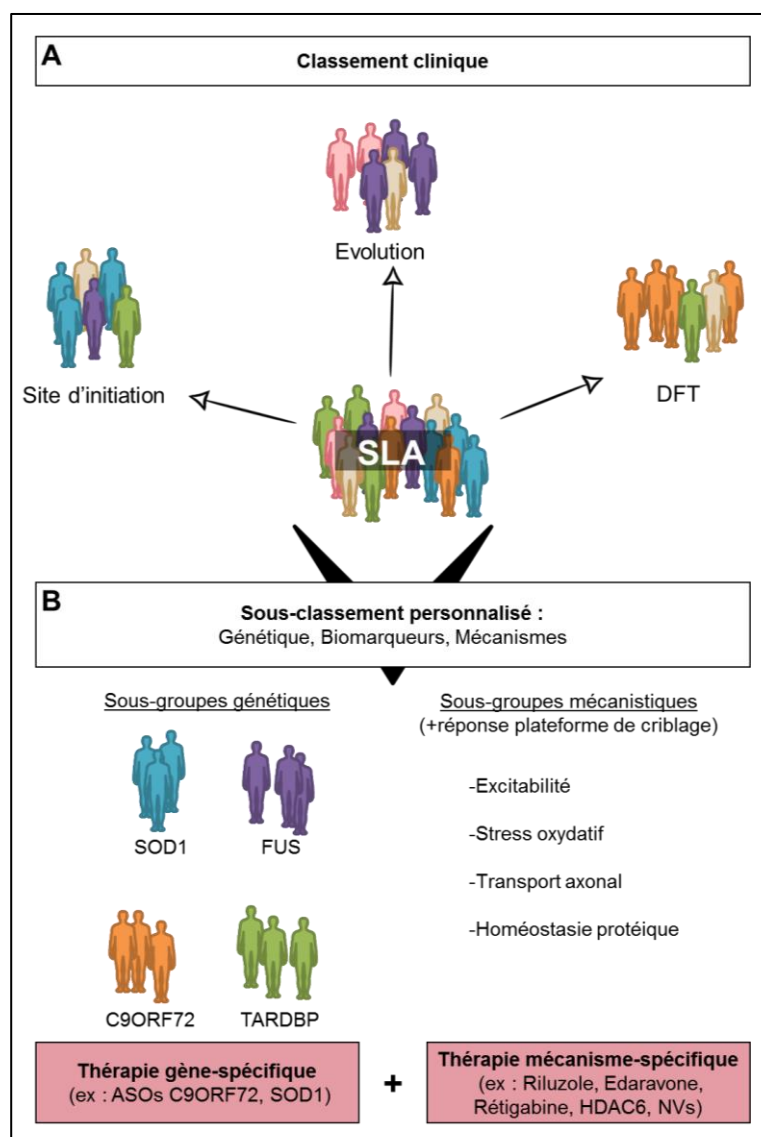 A
Classement clinique
Evolution
Site d'initiation
DFT
SLA
B
Sous-classement personnalisé :
Génétique, Biomarqueurs, Mécanismes
Sous-groupes génétiques
Sous-groupes mécanistiques
(+réponse plateforme de criblage)
SOD1
FUS
C9ORF72
TARDBP
-Excitabilité
-Stress oxydatif
-Transport axonal
-Homéostasie protéique
Thérapie gène-spécifique
(ex : ASOs C9ORF72, SOD1)
+
Thérapie mécanisme-spécifique
(ex : Riluzole, Edaravone,
Rétigabine, HDAC6, NVs)